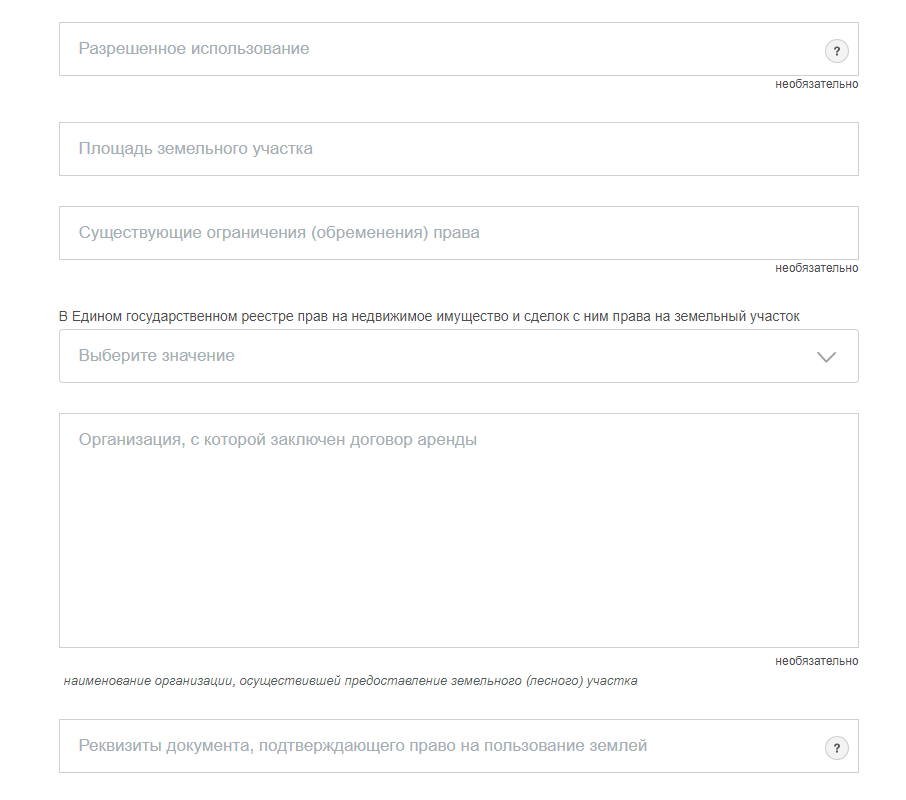 Разрешенное использование
?
необязательно
Площадь земельного участка
Существующие ограничения (обременения) права
необязательно
В Едином государственном реестре прав на недвижимое имущество и сделок с ним права на земельный участок
Выберите значение
Организация, с которой заключен договор аренды
необязательно
наименование организации, осуществившей предоставление земельного (лесного) участка
Реквизиты документа, подтверждающего право на пользование землей
?